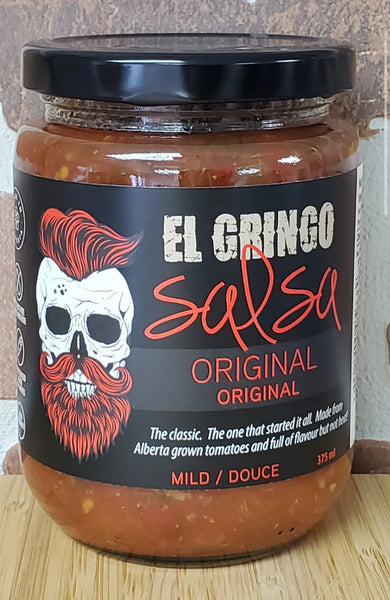 EL GRINGO
salsa
ORIGINAL
ORIGINAL
The classic. The one that started it all. Made from
Alberta grown tomatoes and full of flavour but not heat!
375 ml
MILD / DOUCE